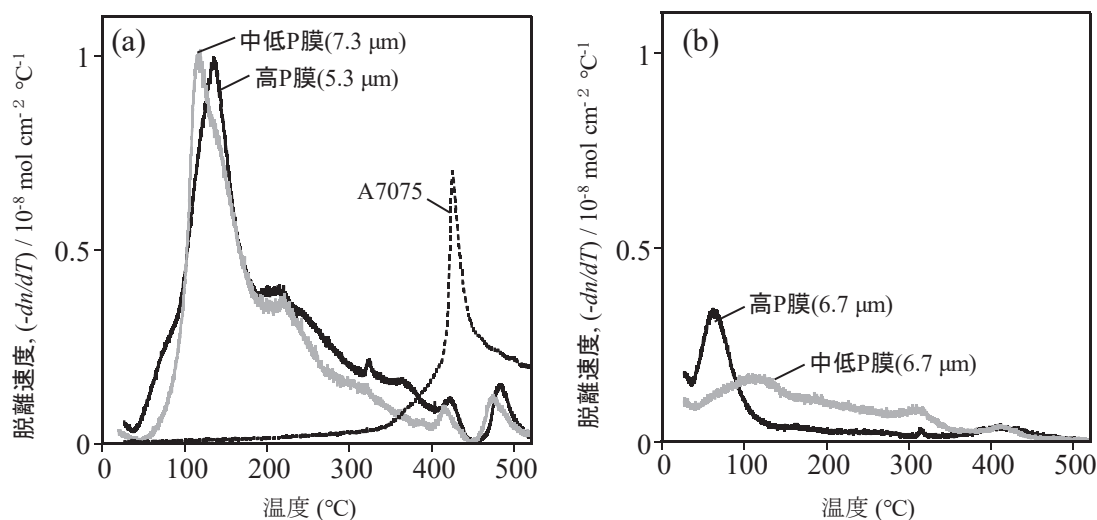 (a)
中低P膜(7.3 μm)
高P膜(5.3 μm)
A7075
1
0.5
0
0 100 200 300 400 500
温度 (°C)
脱離速度, (-dn/dT) / 10⁻⁸ mol cm⁻² °C⁻¹
(b)
高P膜(6.7 μm)
中低P膜(6.7 μm)
1
0.5
0
0 100 200 300 400 500
温度 (°C)
脱離速度, (-dn/dT) / 10⁻⁸ mol cm⁻² °C⁻¹